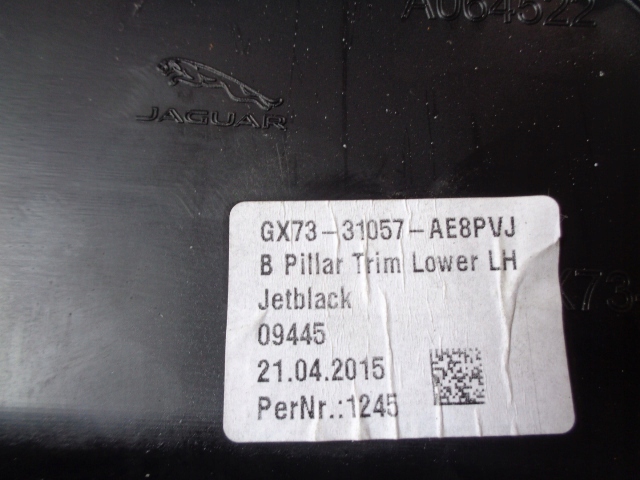 A064522
JAGUAR
GX73-31057-AE8PVJ
B Pillar Trim Lower LH
Jetblack
09445
21.04.2015
PerNr.:1245